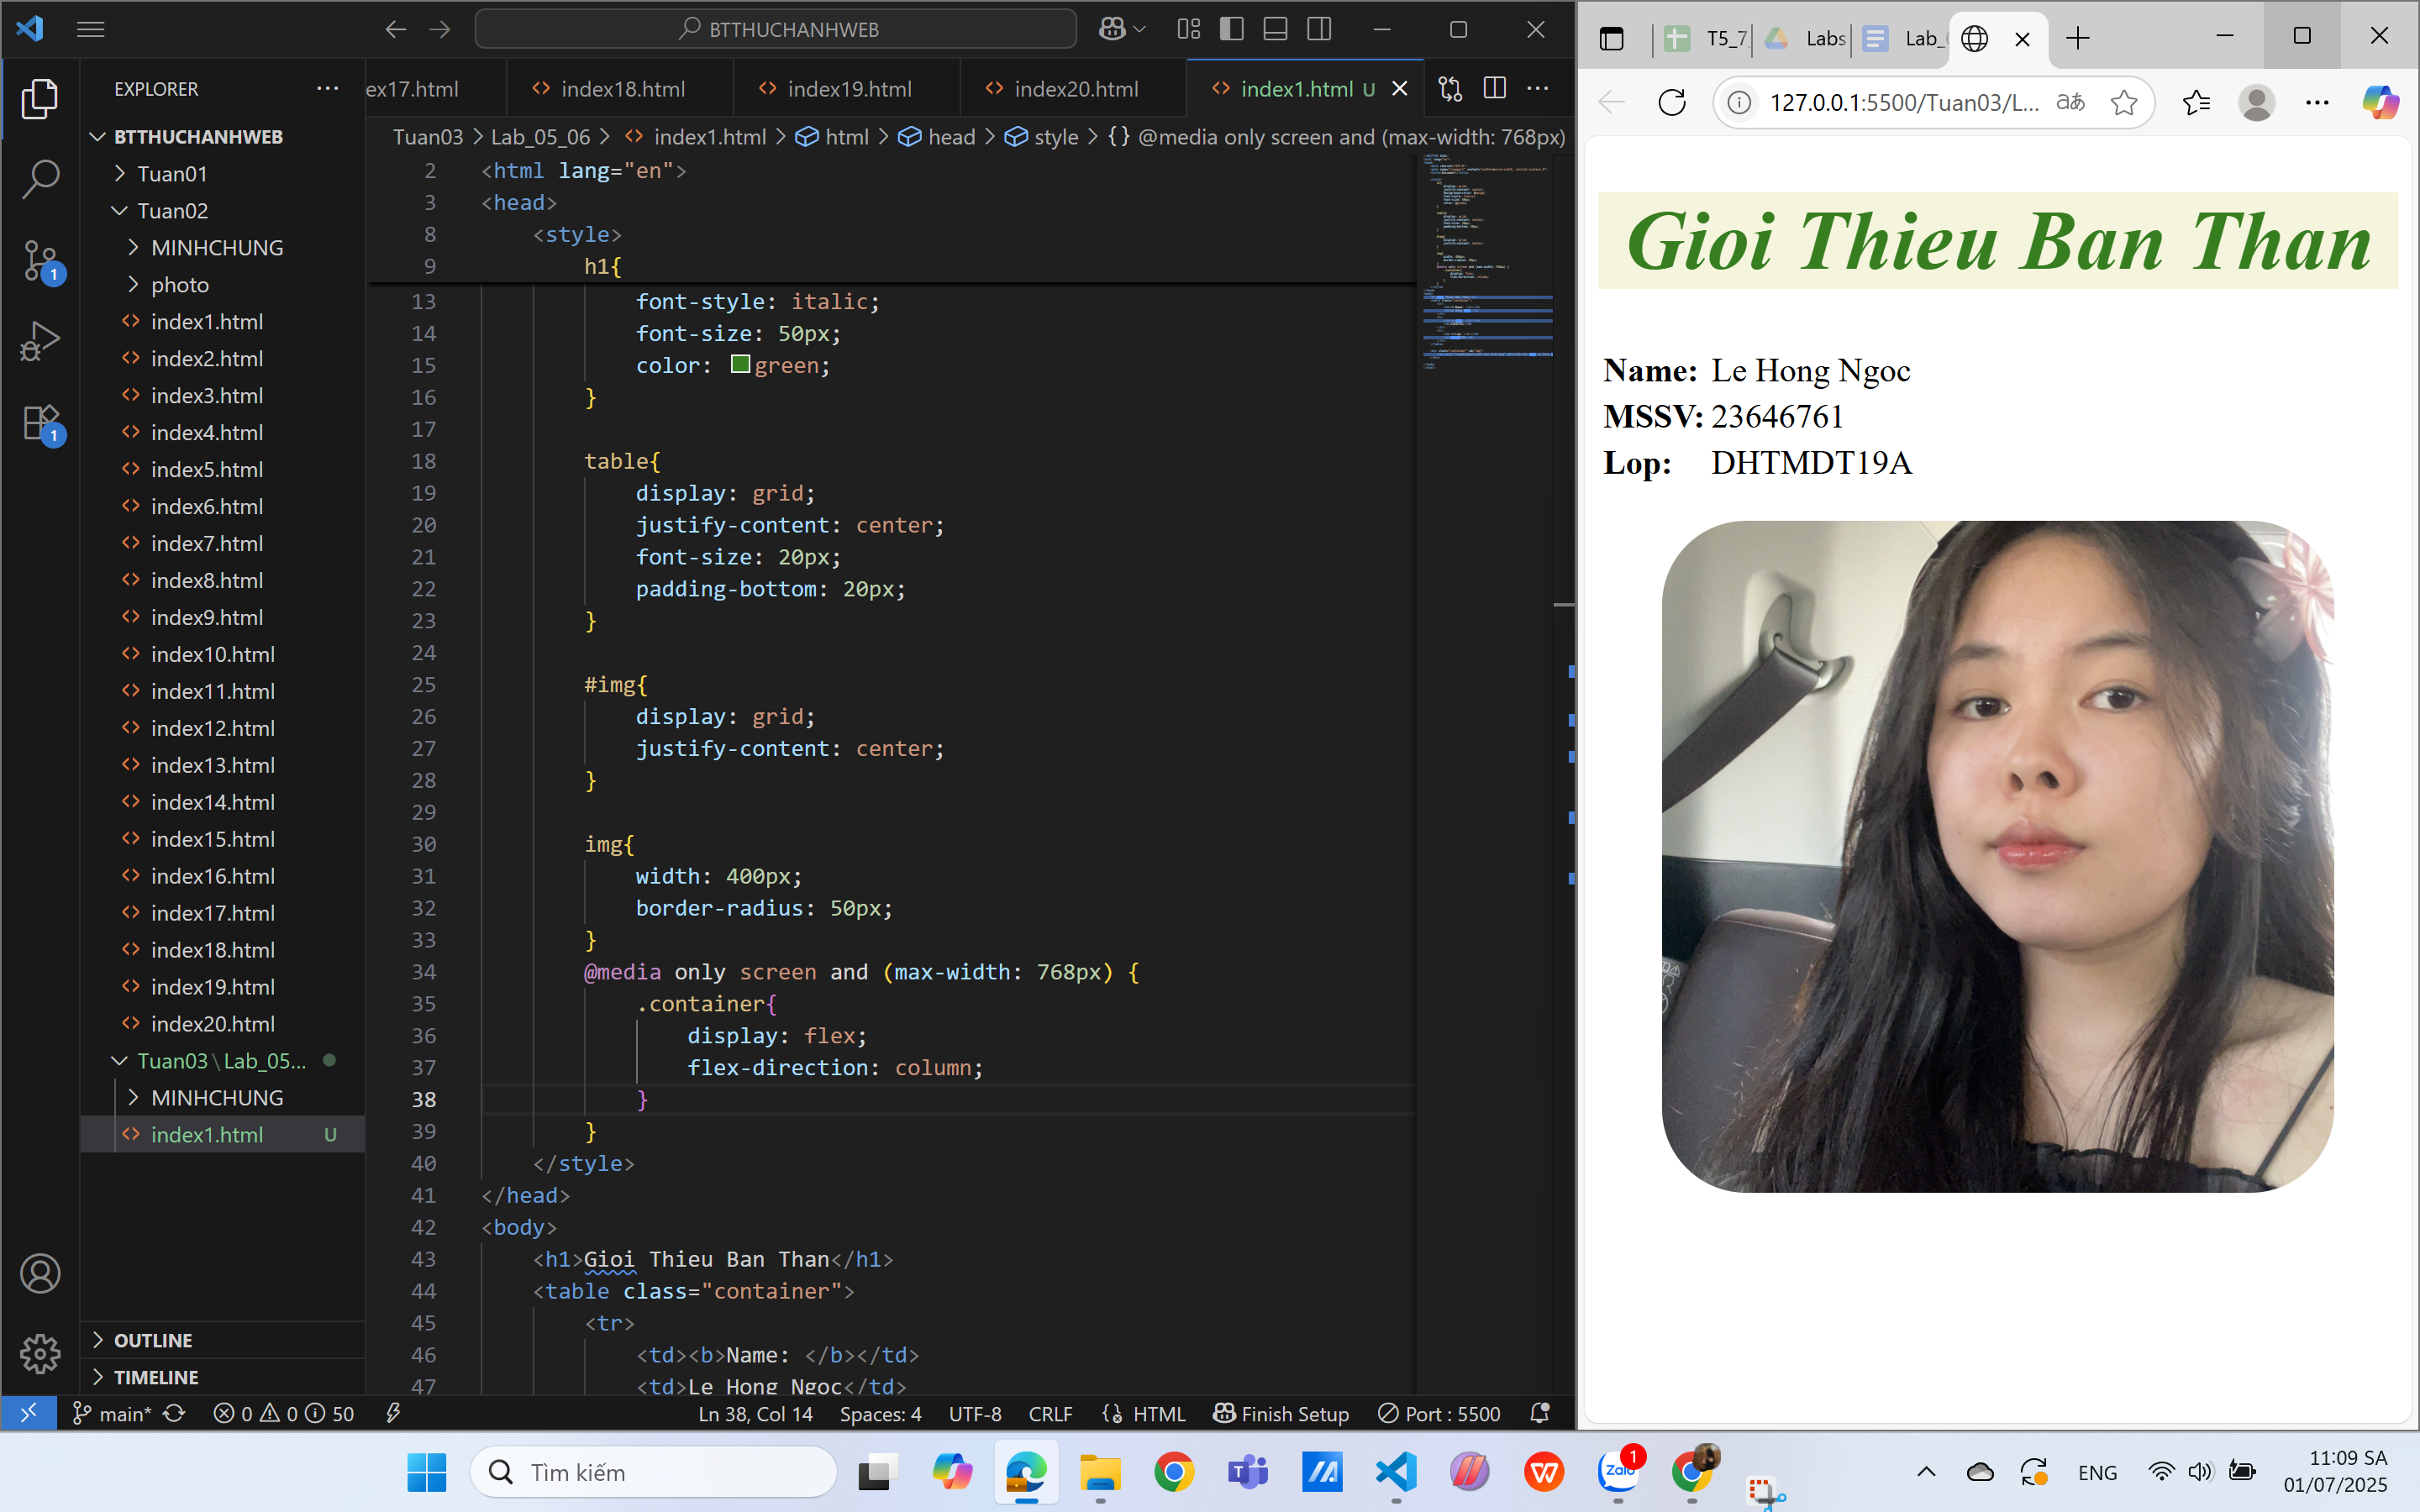 BTTHUCHANHWEB
EXPLORER
BTTHUCHANHWEB
Tuan01
Tuan02
MINHCHUNG
photo
index1.html
index2.html
index3.html
index4.html
index5.html
index6.html
index7.html
index8.html
index9.html
index10.html
index11.html
index12.html
index13.html
index14.html
index15.html
index16.html
index17.html
index18.html
index19.html
index20.html
Tuan03\Lab_05...
MINHCHUNG
index1.html U
OUTLINE
TIMELINE
ex17.html
index18.html
index19.html
index20.html
index1.html U
Tuan03 > Lab_05_06 > index1.html > html > head > style > {} @media only screen and (max-width: 768px)
2 <html lang="en">
3 <head>
8 <style>
9 h1{
13 font-style: italic;
14 font-size: 50px;
15 color: green;
16 }
17
18 table{
19 display: grid;
20 justify-content: center;
21 font-size: 20px;
22 padding-bottom: 20px;
23 }
24
25 #img{
26 display: grid;
27 justify-content: center;
28 }
29
30 img{
31 width: 400px;
32 border-radius: 50px;
33 }
34 @media only screen and (max-width: 768px) {
35 .container{
36 display: flex;
37 flex-direction: column;
38 }
39 }
40 </style>
41 </head>
42 <body>
43 <h1>Gioi Thieu Ban Than</h1>
44 <table class="container">
45 <tr>
46 <td><b>Name: </b></td>
47 <td>Le Hong Ngoc</td>
1
1
main*
0 0 50
Ln 38, Col 14
Spaces: 4
UTF-8
CRLF
HTML
Finish Setup
Port : 5500
T5_7
Labs
Lab_
127.0.0.1:5500/Tuan03/L...
Gioi Thieu Ban Than
Name: Le Hong Ngoc
MSSV: 23646761
Lop: DHTMDT19A
Tìm kiếm
Zalo
1
ENG
11:09 SA
01/07/2025